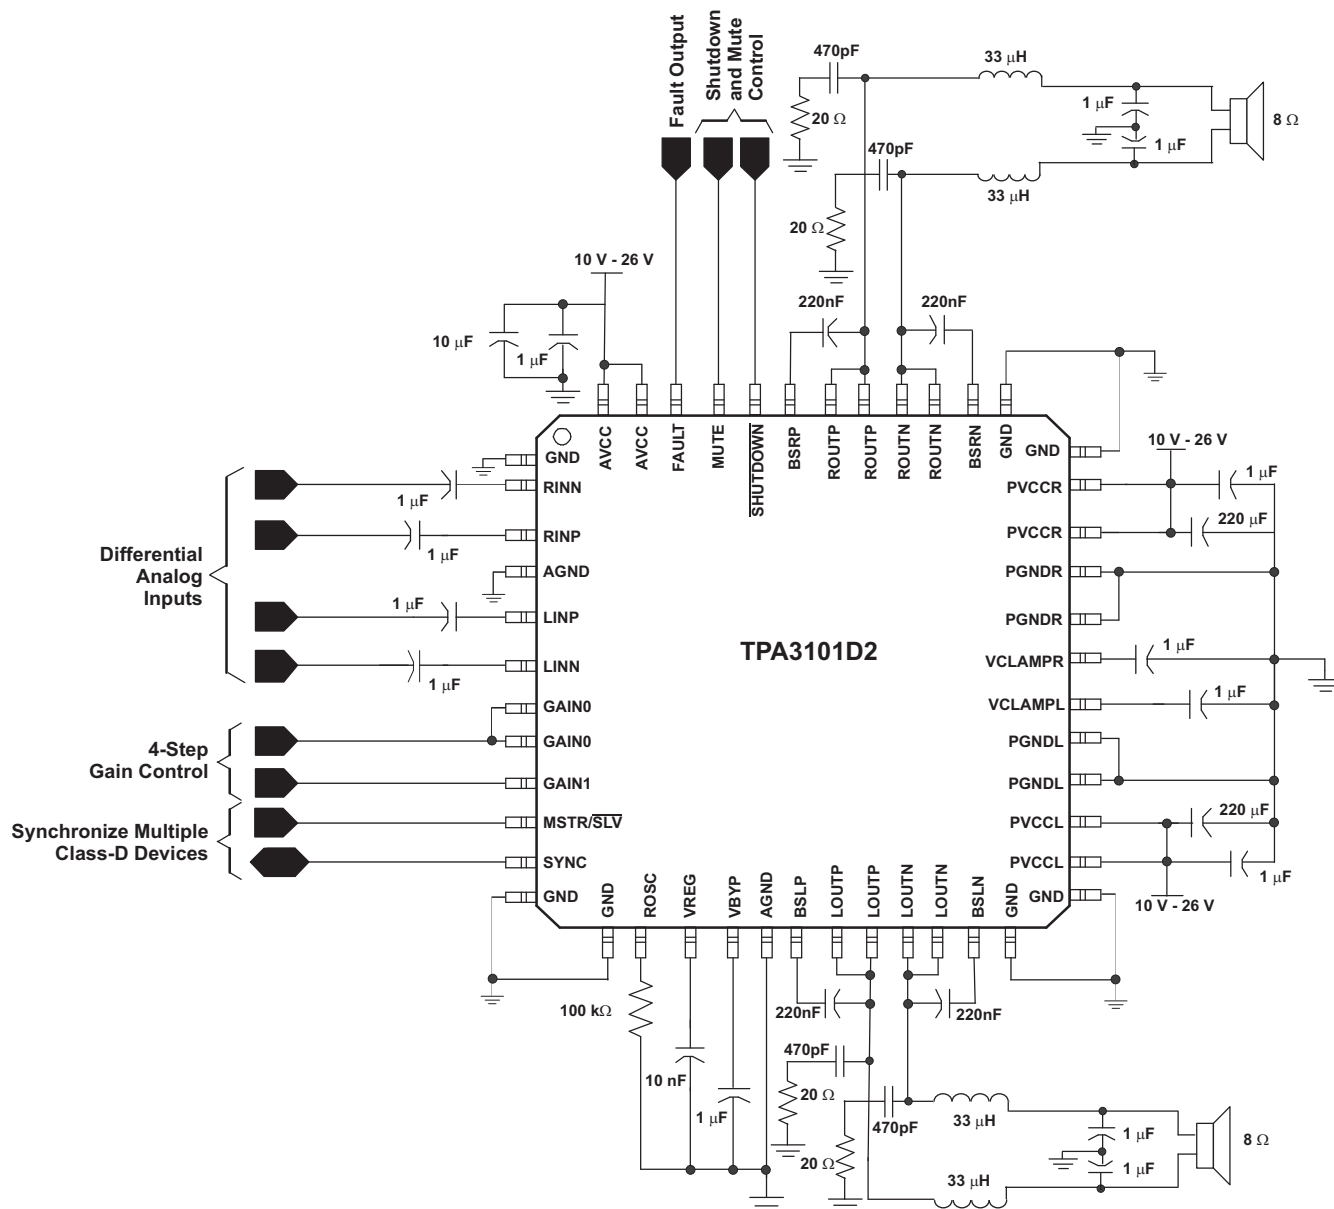 Fault Output
Shutdown
and Mute
Control
470pF
20 Ω
33 µH
1 µF
1 µF
8 Ω
470pF
20 Ω
33 µH
10 V - 26 V
10 µF
1 µF
220nF
220nF
AVCC
AVCC
FAULT
MUTE
SHUTDOWN
BSRP
ROUTP
ROUTP
ROUTN
ROUTN
BSRN
GND
Differential
Analog
Inputs
1 µF
1 µF
1 µF
1 µF
4-Step
Gain Control
Synchronize Multiple
Class-D Devices
GND
RINN
RINP
AGND
LINP
LINN
GAIN0
GAIN0
GAIN1
MSTR/SLV
SYNC
GND
TPA3101D2
GND
PVCCR
PVCCR
PGNDR
PGNDR
VCLAMPR
VCLAMPL
PGNDL
PGNDL
PVCCL
PVCCL
GND
10 V - 26 V
1 µF
220 µF
1 µF
1 µF
220 µF
1 µF
10 V - 26 V
GND
ROSC
VREG
VBYP
AGND
BSLP
LOUTP
LOUTP
LOUTN
LOUTN
BSLN
GND
100 kΩ
10 nF
1 µF
220nF
220nF
470pF
20 Ω
470pF
20 Ω
33 µH
1 µF
1 µF
8 Ω
33 µH